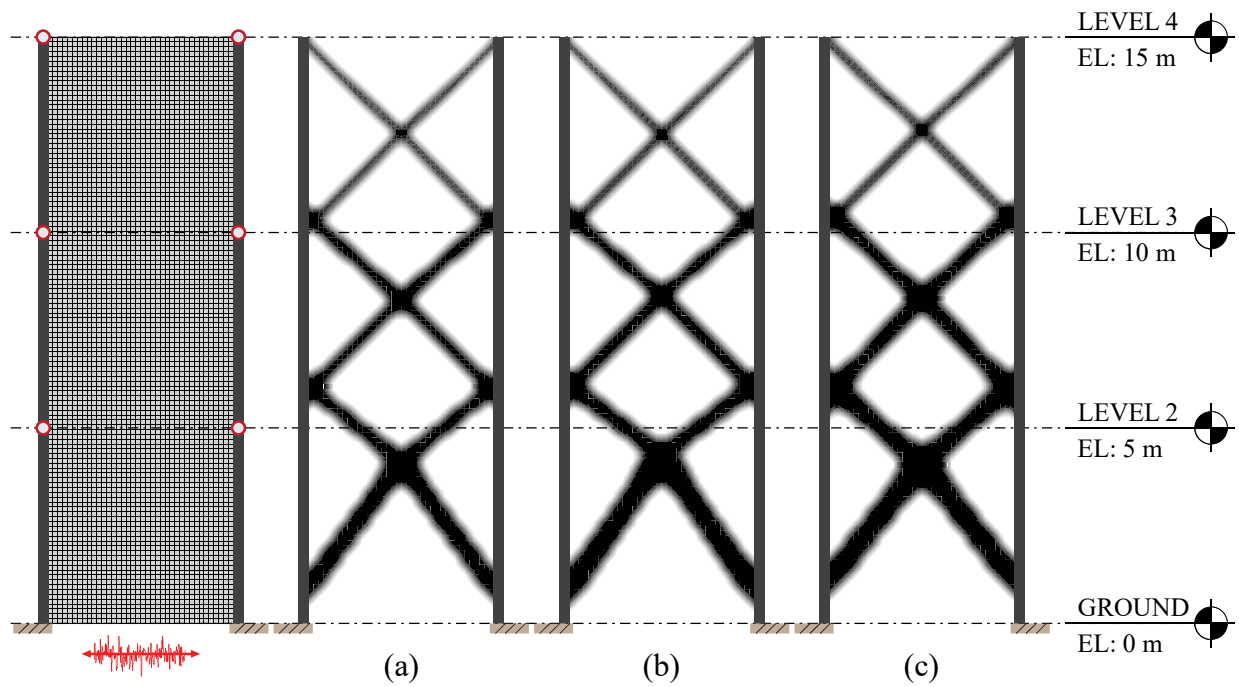 LEVEL 4
EL: 15 m
LEVEL 3
EL: 10 m
LEVEL 2
EL: 5 m
GROUND
EL: 0 m
(a)
(b)
(c)